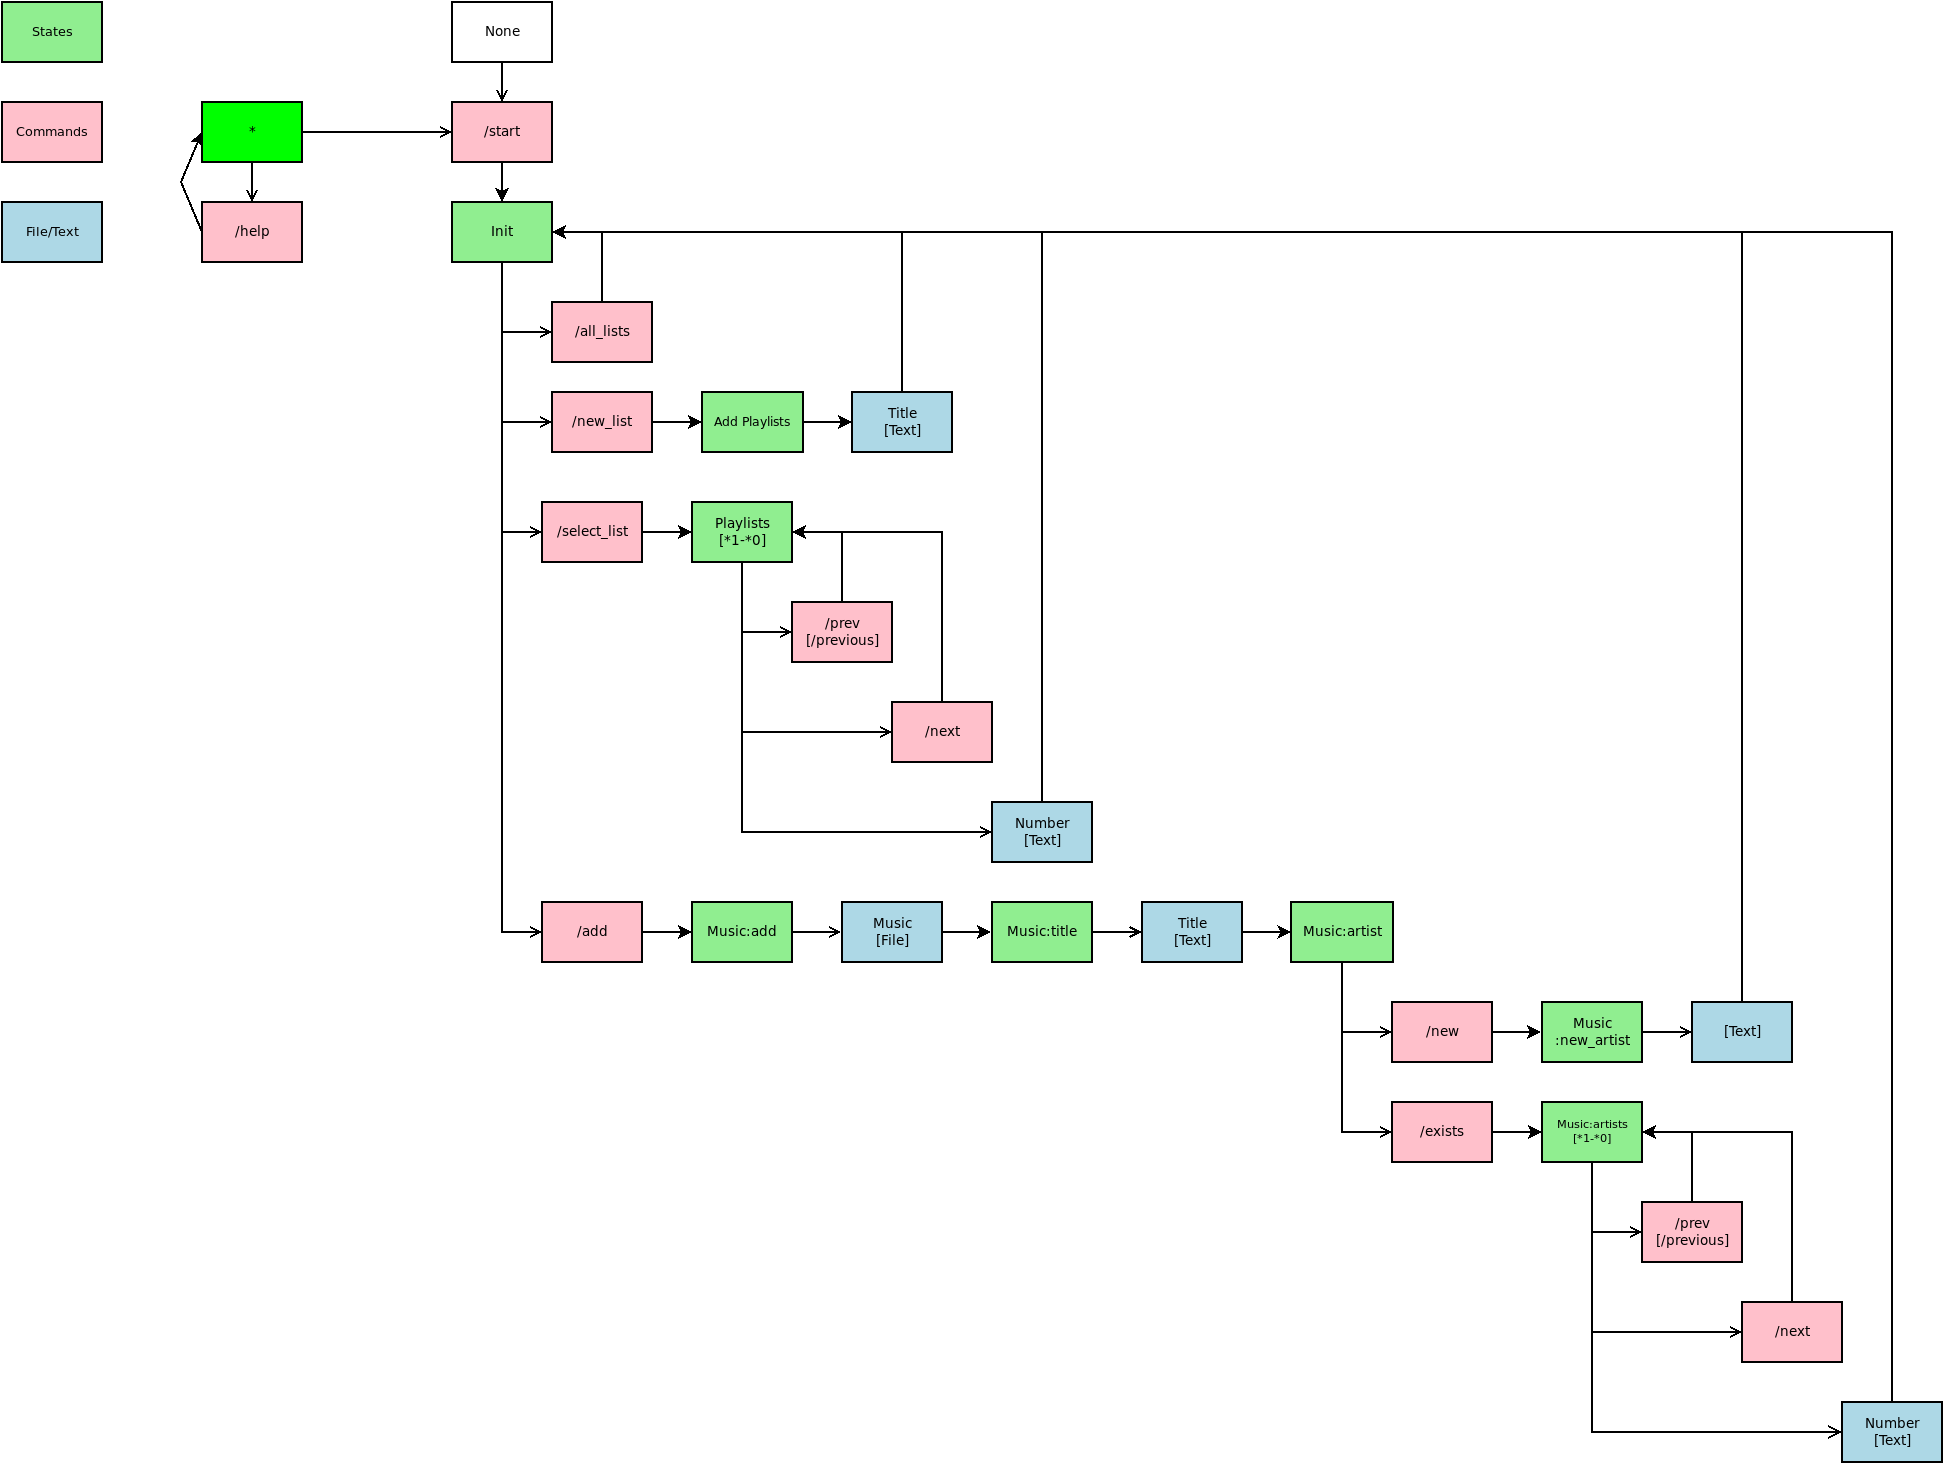 States
None
Commands
*
/start
File/Text
/help
Init
/all_lists
/new_list
Add Playlists
Title
[Text]
/select_list
Playlists
[*1-*0]
/prev
[/previous]
/next
Number
[Text]
/add
Music:add
Music
[File]
Music:title
Title
[Text]
Music:artist
/new
Music
:new_artist
[Text]
/exists
Music:artists
[*1-*0]
/prev
[/previous]
/next
Number
[Text]